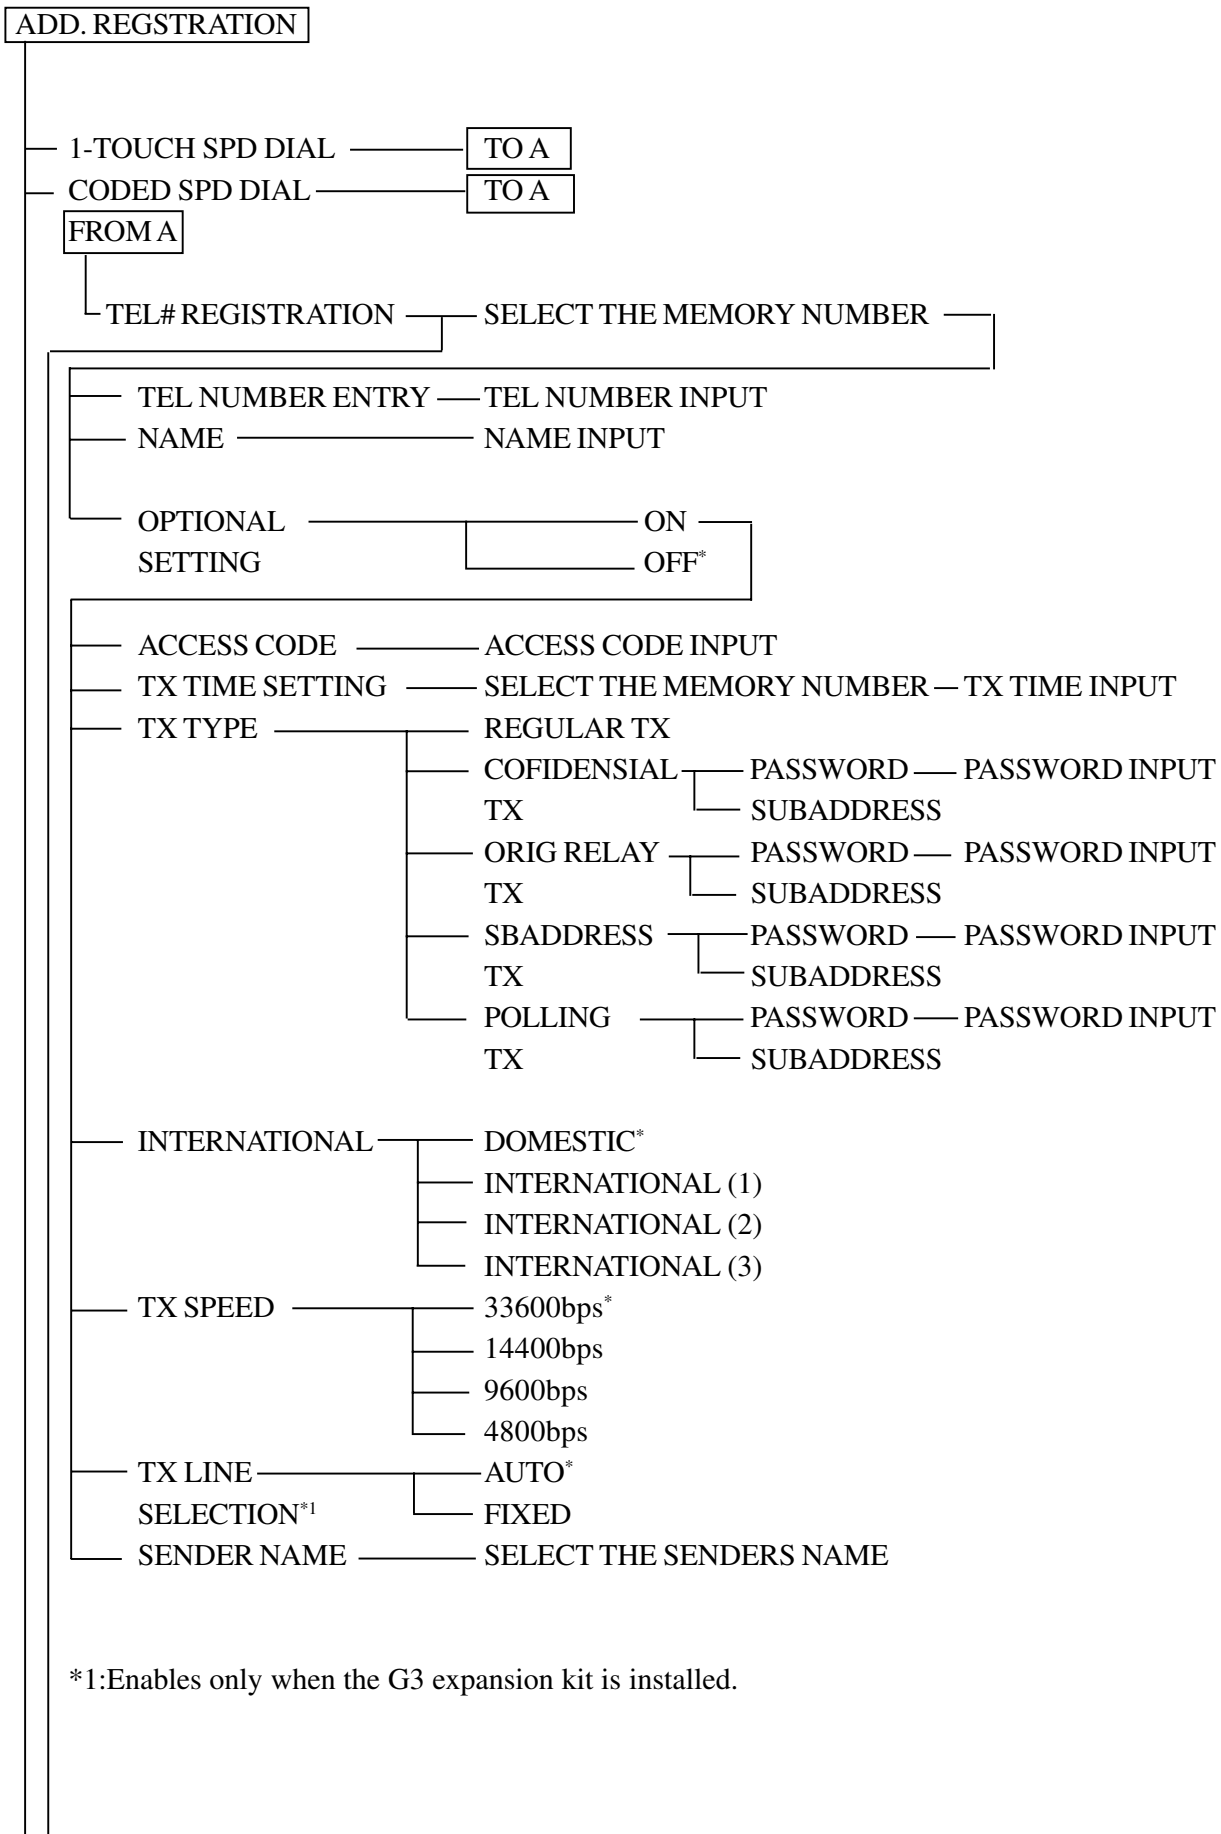 ADD. REGSTRATION
1-TOUCH SPD DIAL TO A
CODED SPD DIAL TO A
FROM A
TEL# REGISTRATION SELECT THE MEMORY NUMBER
TEL NUMBER ENTRY TEL NUMBER INPUT
NAME NAME INPUT
OPTIONAL ON
SETTING OFF*
ACCESS CODE ACCESS CODE INPUT
TX TIME SETTING SELECT THE MEMORY NUMBER TX TIME INPUT
TX TYPE REGULAR TX
COFIDENSIAL PASSWORD PASSWORD INPUT
TX SUBADDRESS
ORIG RELAY PASSWORD PASSWORD INPUT
TX SUBADDRESS
SBADDRESS PASSWORD PASSWORD INPUT
TX SUBADDRESS
POLLING PASSWORD PASSWORD INPUT
TX SUBADDRESS
INTERNATIONAL DOMESTIC*
INTERNATIONAL (1)
INTERNATIONAL (2)
INTERNATIONAL (3)
TX SPEED 33600bps*
14400bps
9600bps
4800bps
TX LINE AUTO*
SELECTION*1 FIXED
SENDER NAME SELECT THE SENDERS NAME
*1:Enables only when the G3 expansion kit is installed.